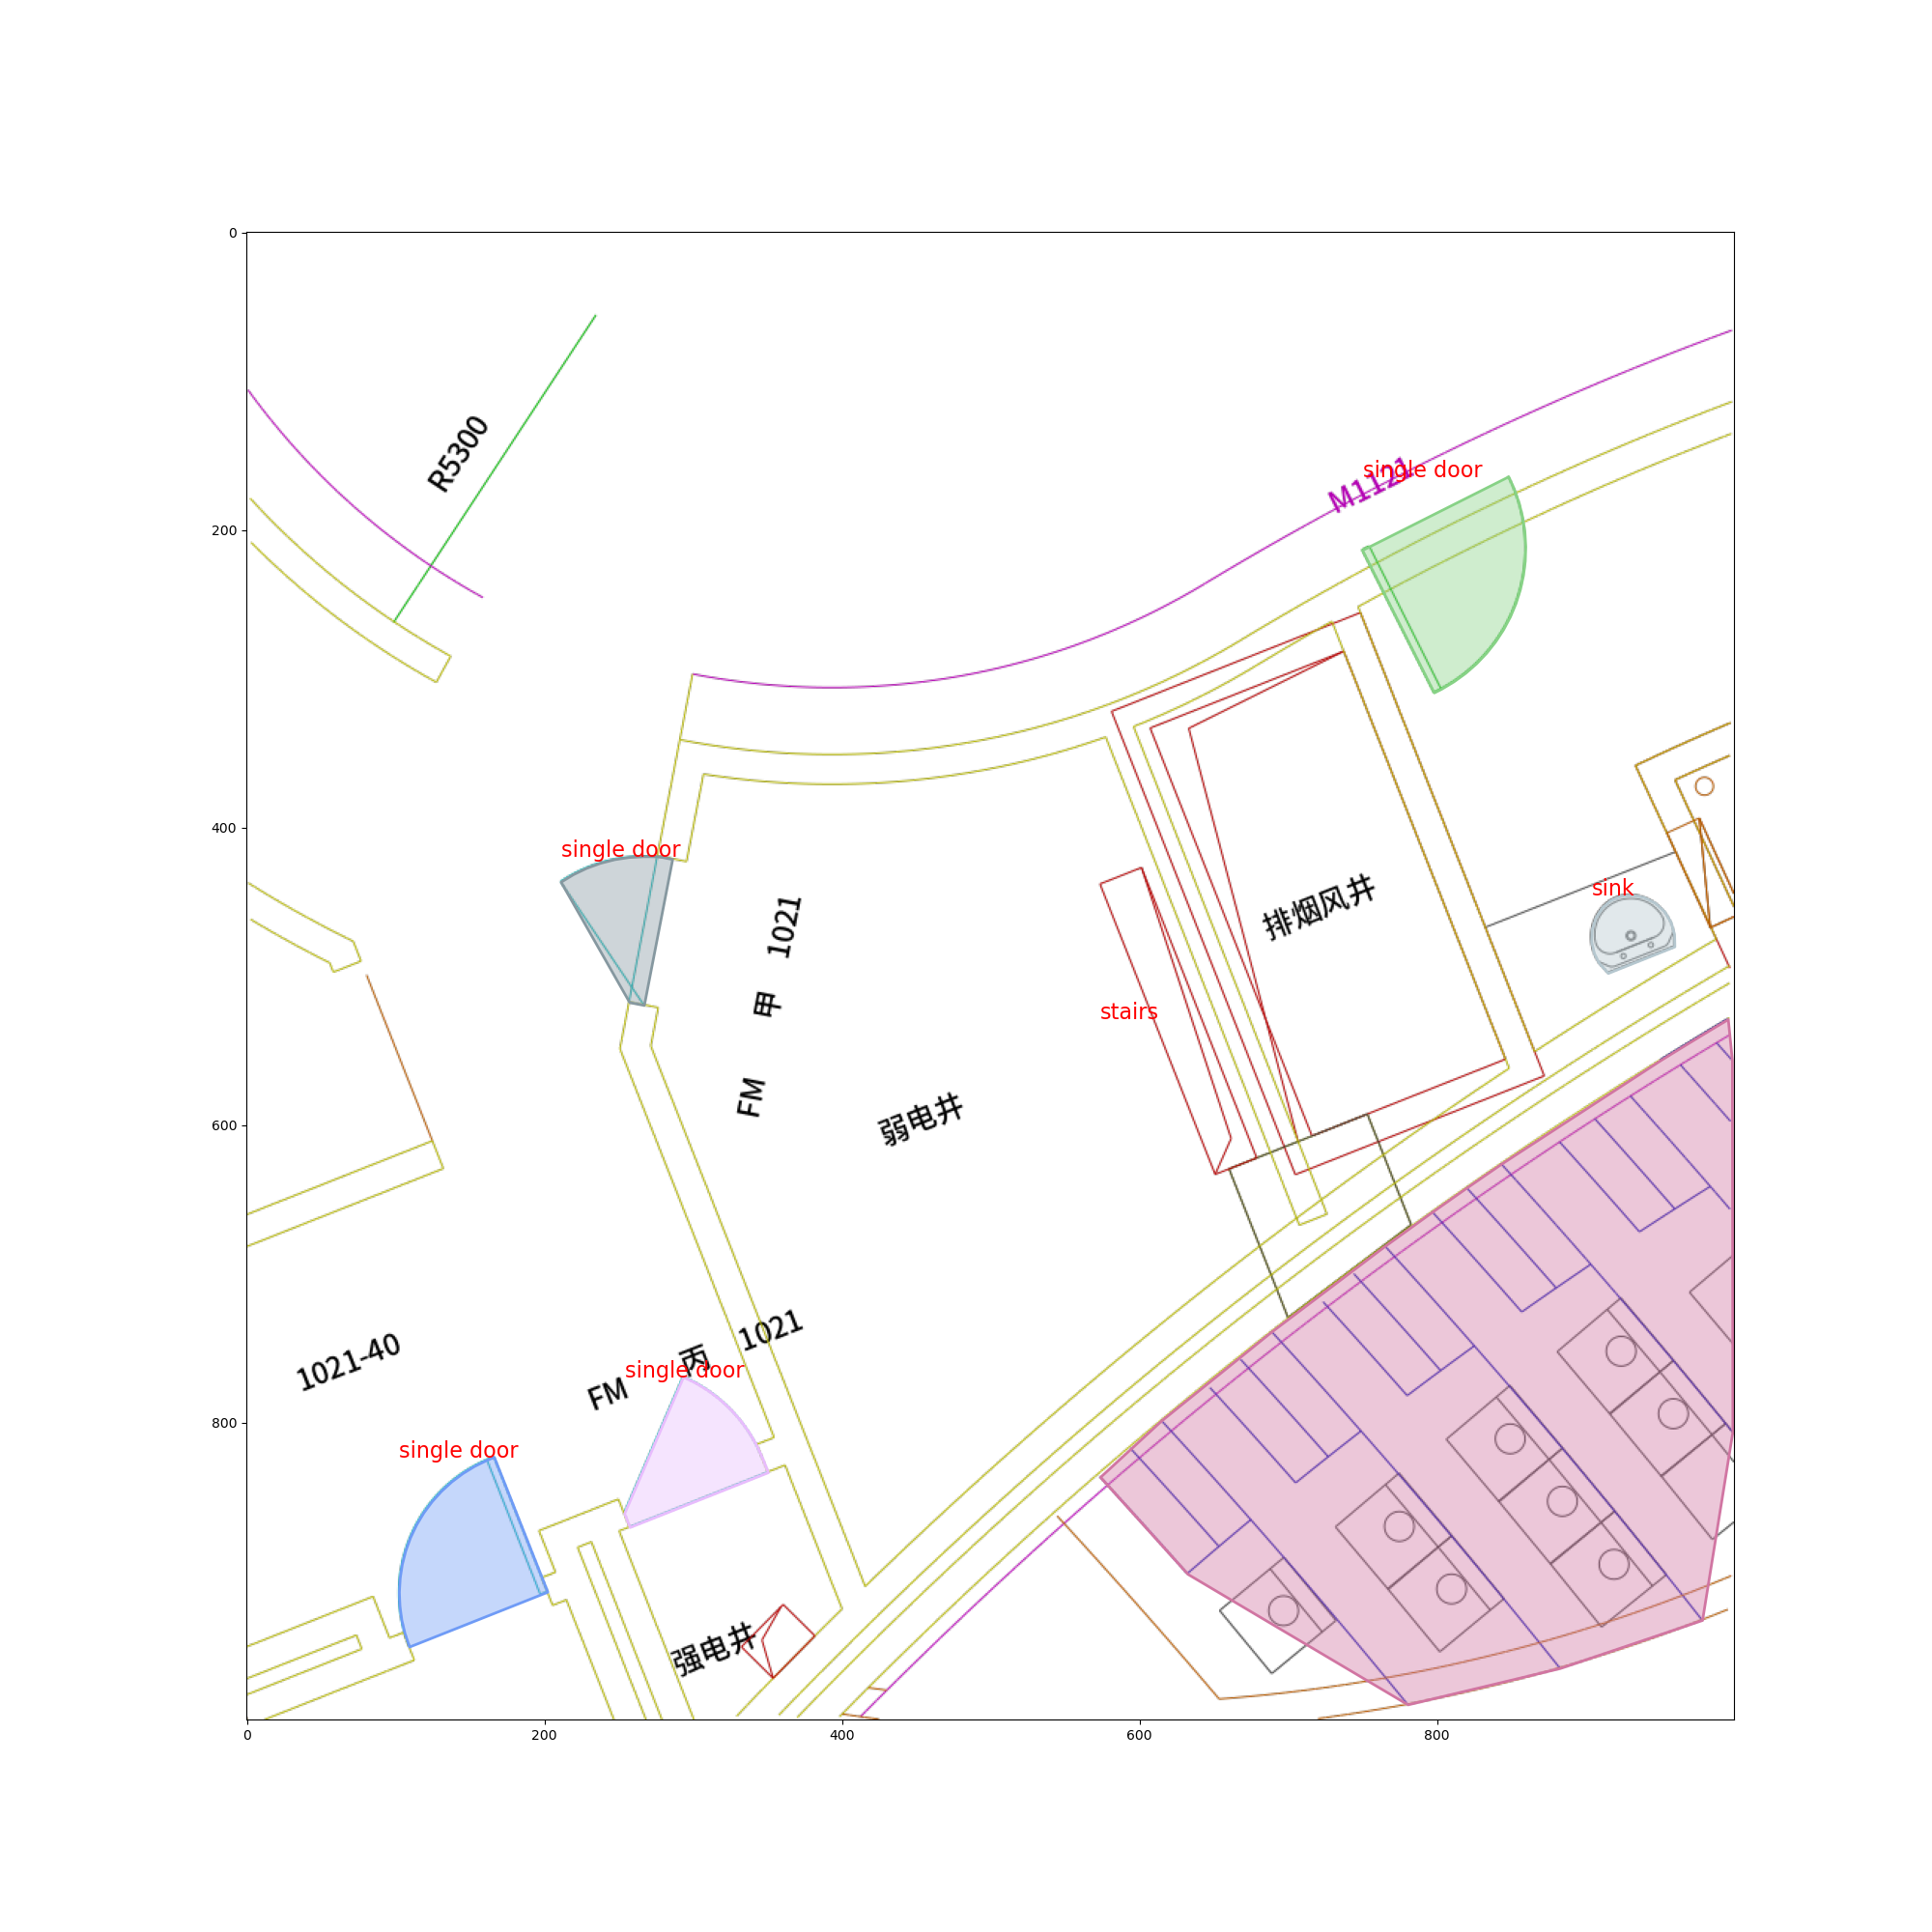 0
R5300
M1121
single door
200
400
single door
FM 甲 1021
排烟风井
sink
stairs
弱电井
600
1021-40
FM 丙 1021
single door
single door
800
强电井
0
200
400
600
800